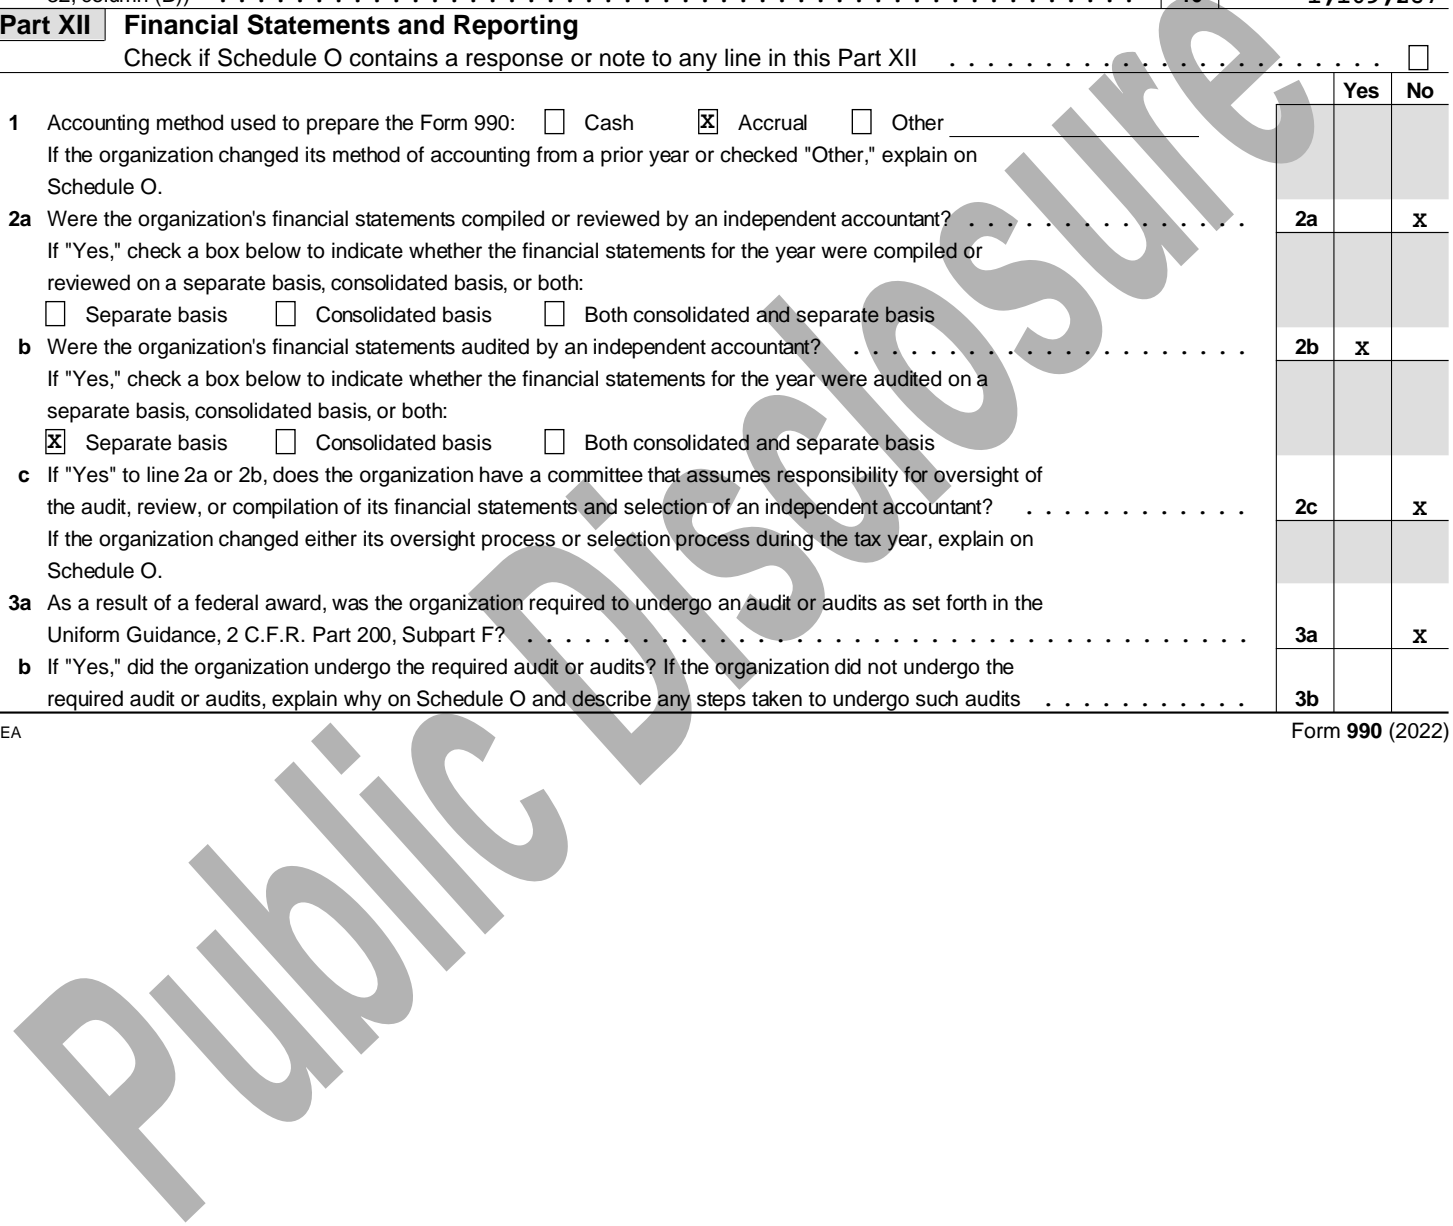 Part XII Financial Statements and Reporting
Check if Schedule O contains a response or note to any line in this Part XII . . . . . . . . . . . . . . . . . . . . . . . .
Yes No
1 Accounting method used to prepare the Form 990: Cash X Accrual Other
If the organization changed its method of accounting from a prior year or checked "Other," explain on
Schedule O.
2a Were the organization's financial statements compiled or reviewed by an independent accountant? . . . . . . . . . . . . . . . 2a X
If "Yes," check a box below to indicate whether the financial statements for the year were compiled or
reviewed on a separate basis, consolidated basis, or both:
Separate basis Consolidated basis Both consolidated and separate basis
b Were the organization's financial statements audited by an independent accountant? . . . . . . . . . . . . . . . . . . . . . 2b X
If "Yes," check a box below to indicate whether the financial statements for the year were audited on a
separate basis, consolidated basis, or both:
X Separate basis Consolidated basis Both consolidated and separate basis
c If "Yes" to line 2a or 2b, does the organization have a committee that assumes responsibility for oversight of
the audit, review, or compilation of its financial statements and selection of an independent accountant? . . . . . . . . . . . . 2c X
If the organization changed either its oversight process or selection process during the tax year, explain on
Schedule O.
3a As a result of a federal award, was the organization required to undergo an audit or audits as set forth in the
Uniform Guidance, 2 C.F.R. Part 200, Subpart F? . . . . . . . . . . . . . . . . . . . . . . . . . . . . . . . . . . . . . . . 3a X
b If "Yes," did the organization undergo the required audit or audits? If the organization did not undergo the
required audit or audits, explain why on Schedule O and describe any steps taken to undergo such audits . . . . . . . . . . . 3b
EA Form 990 (2022)
Public Disclosure